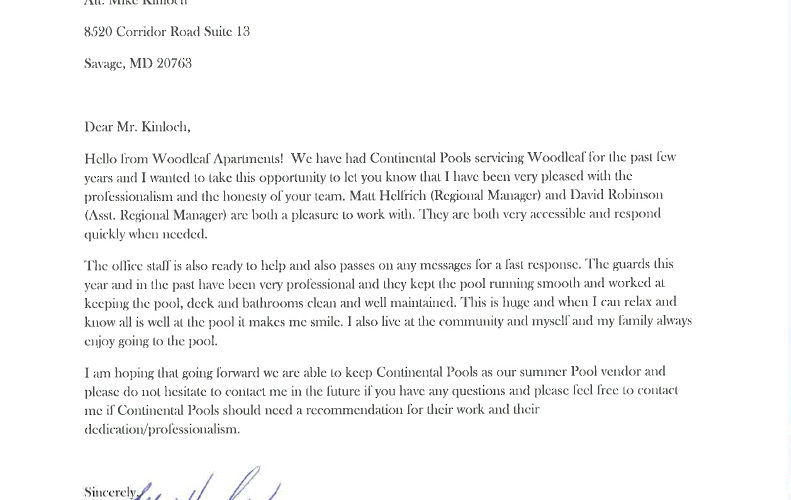 Att: Mike Kinloch
8520 Corridor Road Suite 13
Savage, MD 20763
Dear Mr. Kinloch,
Hello from Woodleaf Apartments! We have had Continental Pools servicing Woodleaf for the past few
years and I wanted to take this opportunity to let you know that I have been very pleased with the
professionalism and the honesty of your team. Matt Helfrich (Regional Manager) and David Robinson
(Asst. Regional Manager) are both a pleasure to work with. They are both very accessible and respond
quickly when needed.
The office staff is also ready to help and also passes on any messages for a fast response. The guards this
year and in the past have been very professional and they kept the pool running smooth and worked at
keeping the pool, deck and bathrooms clean and well maintained. This is huge and when I can relax and
know all is well at the pool it makes me smile. I also live at the community and myself and my family always
enjoy going to the pool.
I am hoping that going forward we are able to keep Continental Pools as our summer Pool vendor and
please do not hesitate to contact me in the future if you have any questions and please feel free to contact
me if Continental Pools should need a recommendation for their work and their
dedication/professionalism.
Sincerely,